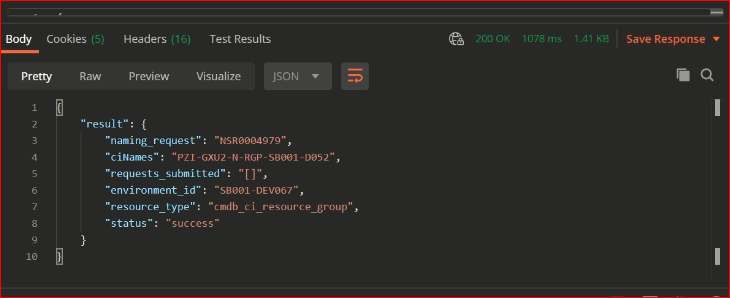 Body Cookies (5) Headers (16) Test Results 200 OK 1078 ms 1.41 KB Save Response
Pretty Raw Preview Visualize JSON
1 {
2 "result": {
3 "naming_request": "NSR0004979",
4 "ciNames": "PZI-GXU2-N-RGP-SB001-D052",
5 "requests_submitted": "[]",
6 "environment_id": "SB001-DEV067",
7 "resource_type": "cmdb_ci_resource_group",
8 "status": "success"
9 }
10 }